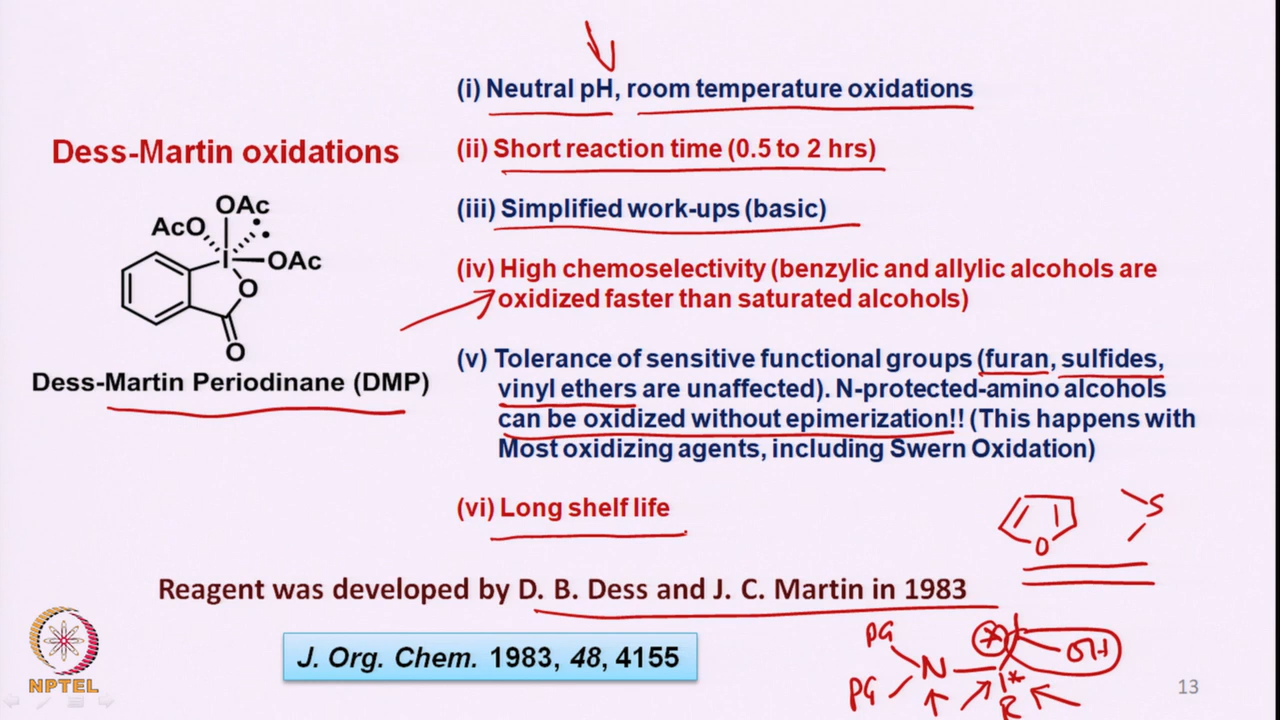 (i) Neutral pH, room temperature oxidations
Dess-Martin oxidations
(ii) Short reaction time (0.5 to 2 hrs)
(iii) Simplified work-ups (basic)
OAc
AcO
I
OAc
O
O
Dess-Martin Periodinane (DMP)
(iv) High chemoselectivity (benzylic and allylic alcohols are
oxidized faster than saturated alcohols)
(v) Tolerance of sensitive functional groups (furan, sulfides,
vinyl ethers are unaffected). N-protected-amino alcohols
can be oxidized without epimerization!! (This happens with
Most oxidizing agents, including Swern Oxidation)
(vi) Long shelf life
S
O
Reagent was developed by D. B. Dess and J. C. Martin in 1983
J. Org. Chem. 1983, 48, 4155
PG
* OH
N
PG
*
R
NPTEL
13